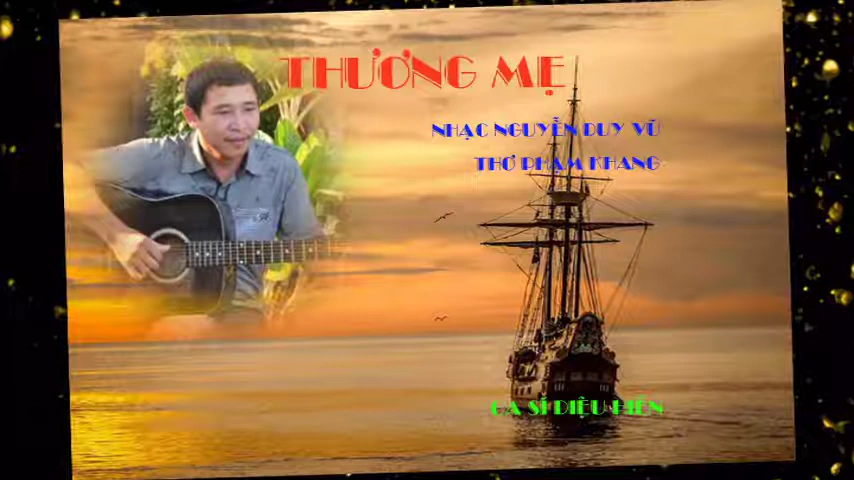 THƯƠNG MẸ
NHẠC NGUYỄN DUY VŨ
THƠ PHẠM KHANG
CA SĨ DIỆU HIỀN